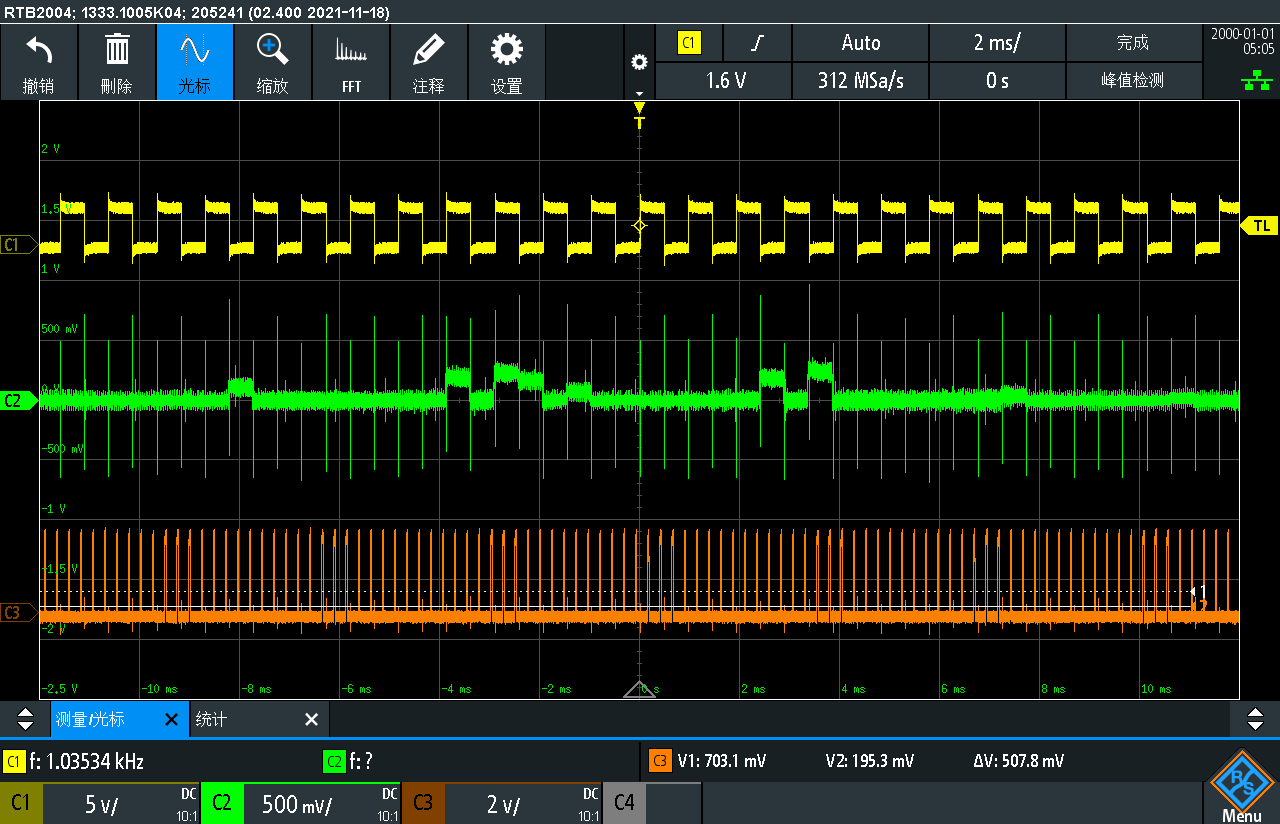 RTB2004; 1333.1005K04; 205241 (02.400 2021-11-18)
撤销
删除
光标
缩放
FFT
注释
设置
C1
Auto
2 ms/
完成
1.6 V
312 MSa/s
0 s
峰值检测
2000-01-01
05:05
T
2 V
1.5 V
C1
TL
1 V
500 mV
0 V
C2
-500 mV
-1 V
-1.5 V
1
2
C3
-2 V
-2.5 V
-10 ms
-8 ms
-6 ms
-4 ms
-2 ms
0 s
2 ms
4 ms
6 ms
8 ms
10 ms
测量/光标
统计
C1 f: 1.03534 kHz
C2 f: ?
C3 V1: 703.1 mV
V2: 195.3 mV
ΔV: 507.8 mV
C1 5 V/ DC 10:1
C2 500 mV/ DC 10:1
C3 2 V/ DC 10:1
C4
R S
Menu